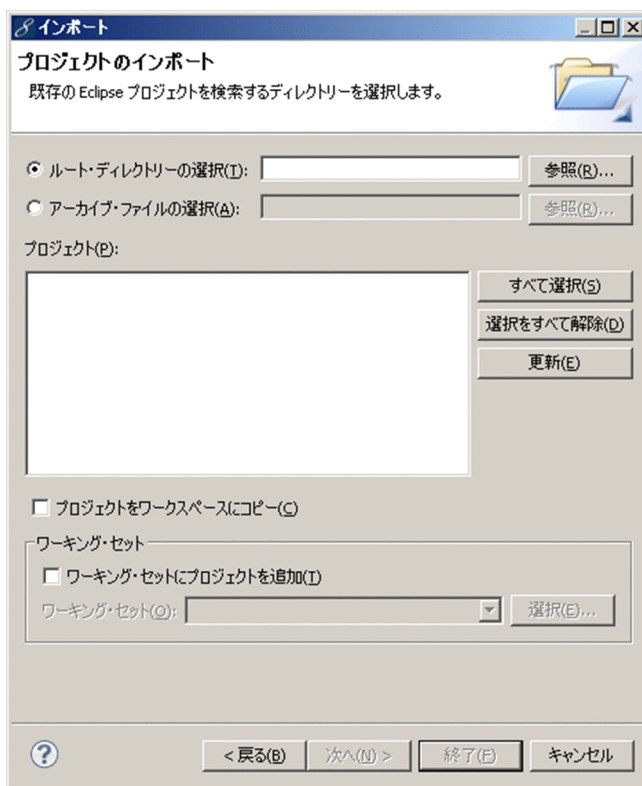 インポート
プロジェクトのインポート
既存の Eclipse プロジェクトを検索するディレクトリーを選択します。
ルート・ディレクトリーの選択(T):
参照(R)...
アーカイブ・ファイルの選択(A):
参照(R)...
プロジェクト(P):
すべて選択(S)
選択をすべて解除(D)
更新(E)
プロジェクトをワークスペースにコピー(C)
ワーキング・セット
ワーキング・セットにプロジェクトを追加(T)
ワーキング・セット(O):
選択(E)...
< 戻る(B)
次へ(N) >
終了(F)
キャンセル